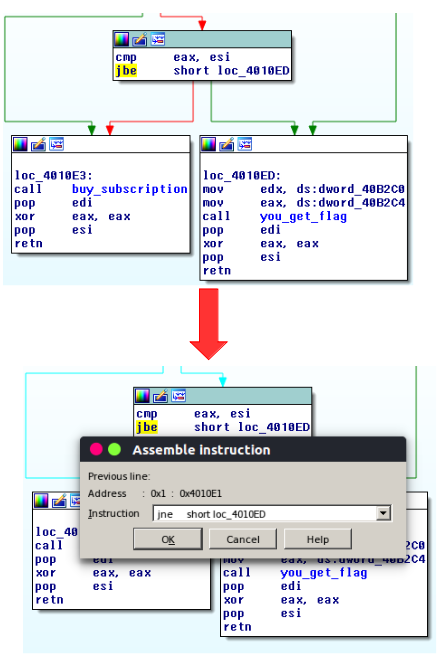 cmp eax, esi
jbe short loc_4010ED
loc_4010E3:
call buy_subscription
pop edi
xor eax, eax
pop esi
retn
loc_4010ED:
mov edx, ds:dword_40B2C0
mov eax, ds:dword_40B2C4
call you_get_flag
pop edi
xor eax, eax
pop esi
retn
cmp eax, esi
jbe short loc_4010ED
Assemble instruction
Previous line:
Address : 0x1 : 0x4010E1
Instruction jne short loc_4010ED
OK Cancel Help
loc_40
call
pop edi
xor eax, eax
pop esi
retn
2C0
mov eax, ds:dword_40B2C4
call you_get_flag
pop edi
xor eax, eax
pop esi
retn